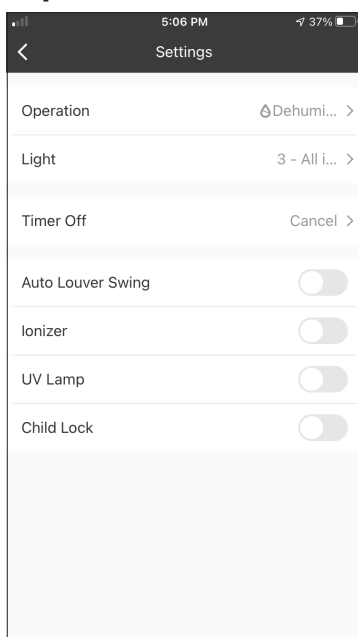 5:06 PM
37%
Settings
Operation
Dehumi... >
Light
3 - All i... >
Timer Off
Cancel >
Auto Louver Swing
Ionizer
UV Lamp
Child Lock